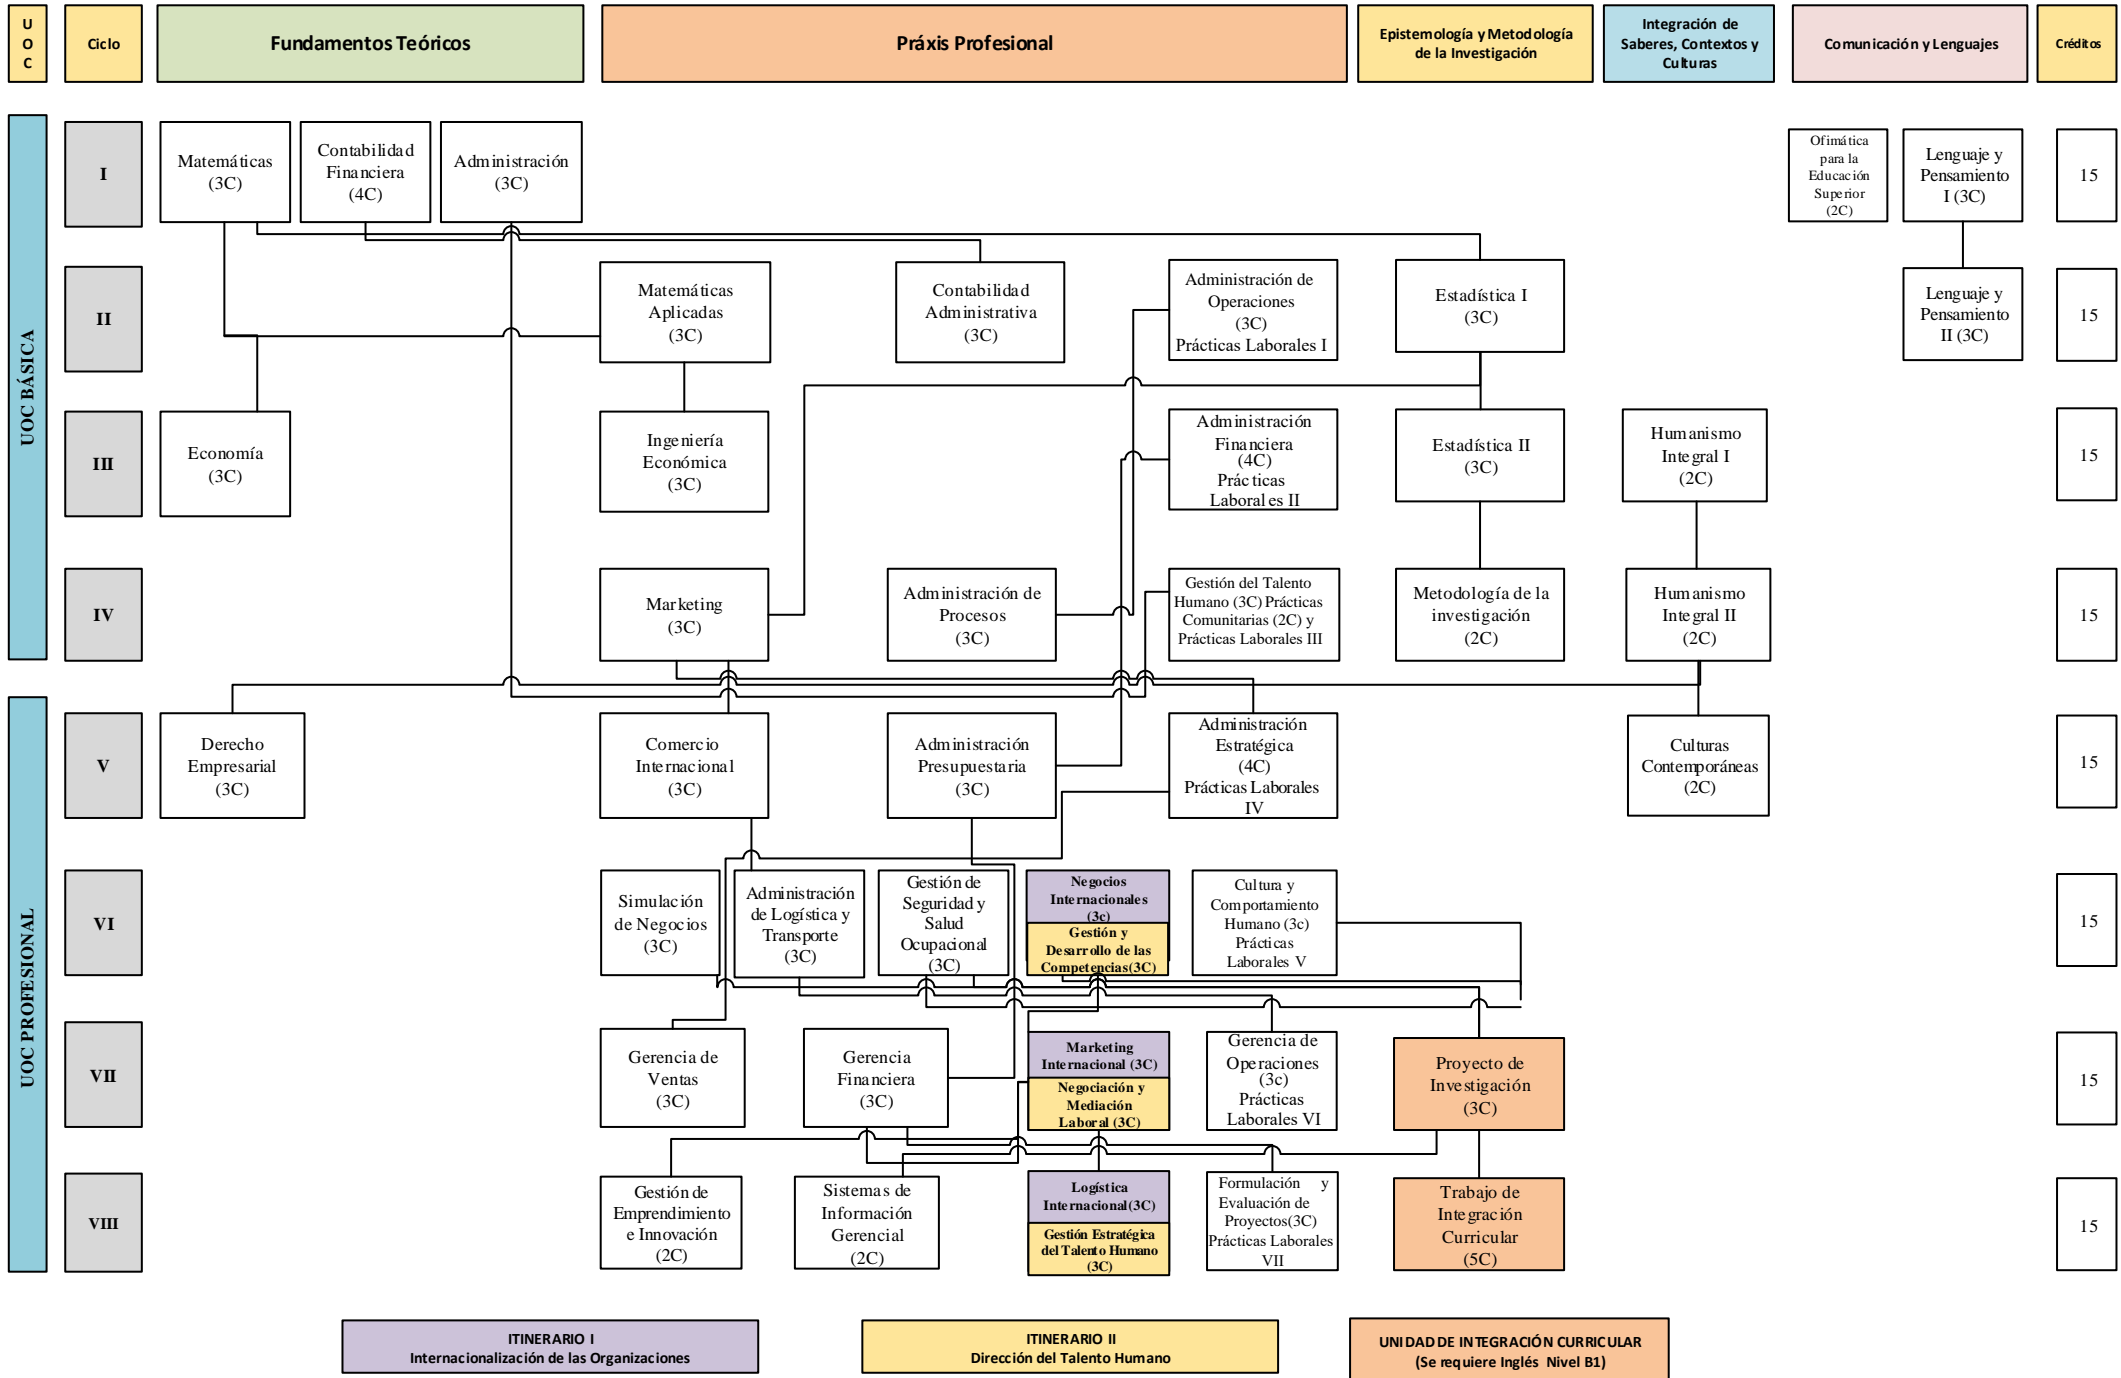 U
O
C
Ciclo
Fundamentos Teóricos
Práxis Profesional
Epistemología y Metodología
de la Investigación
Integración de
Saberes, Contextos y
Culturas
Comunicación y Lenguajes
Créditos
UOC BÁSICA
I
Matemáticas
(3C)
Contabilidad
Financiera
(4C)
Administración
(3C)
Ofimática
para la
Educación
Superior
(2C)
Lenguaje y
Pensamiento
I (3C)
15
II
Matemáticas
Aplicadas
(3C)
Contabilidad
Administrativa
(3C)
Administración de
Operaciones
(3C)
Prácticas Laborales I
Estadística I
(3C)
Lenguaje y
Pensamiento
II (3C)
15
III
Economía
(3C)
Ingeniería
Económica
(3C)
Administración
Financiera
(4C)
Prácticas
Laborales II
Estadística II
(3C)
Humanismo
Integral I
(2C)
15
IV
Marketing
(3C)
Administración de
Procesos
(3C)
Gestión del Talento
Humano (3C) Prácticas
Comunitarias (2C) y
Prácticas Laborales III
Metodología de la
investigación
(2C)
Humanismo
Integral II
(2C)
15
UOC PROFESIONAL
V
Derecho
Empresarial
(3C)
Comercio
Internacional
(3C)
Administración
Presupuestaria
(3C)
Administración
Estratégica
(4C)
Prácticas Laborales
IV
Culturas
Contemporáneas
(2C)
15
VI
Simulación
de Negocios
(3C)
Administración
de Logística y
Transporte
(3C)
Gestión de
Seguridad y
Salud
Ocupacional
(3C)
Negocios
Internacionales
(3c)
Gestión y
Desarrollo de las
Competencias(3C)
Cultura y
Comportamiento
Humano (3c)
Prácticas
Laborales V
15
VII
Gerencia de
Ventas
(3C)
Gerencia
Financiera
(3C)
Marketing
Internacional (3C)
Negociación y
Mediación
Laboral (3C)
Gerencia de
Operaciones
(3c)
Prácticas
Laborales VI
Proyecto de
Investigación
(3C)
15
VIII
Gestión de
Emprendimiento
e Innovación
(2C)
Sistemas de
Información
Gerencial
(2C)
Logística
Internacional(3C)
Gestión Estratégica
del Talento Humano
(3C)
Formulación y
Evaluación de
Proyectos(3C)
Prácticas Laborales
VII
Trabajo de
Integración
Curricular
(5C)
15
ITINERARIO I
Internacionalización de las Organizaciones
ITINERARIO II
Dirección del Talento Humano
UNIDAD DE INTEGRACIÓN CURRICULAR
(Se requiere Inglés Nivel B1)